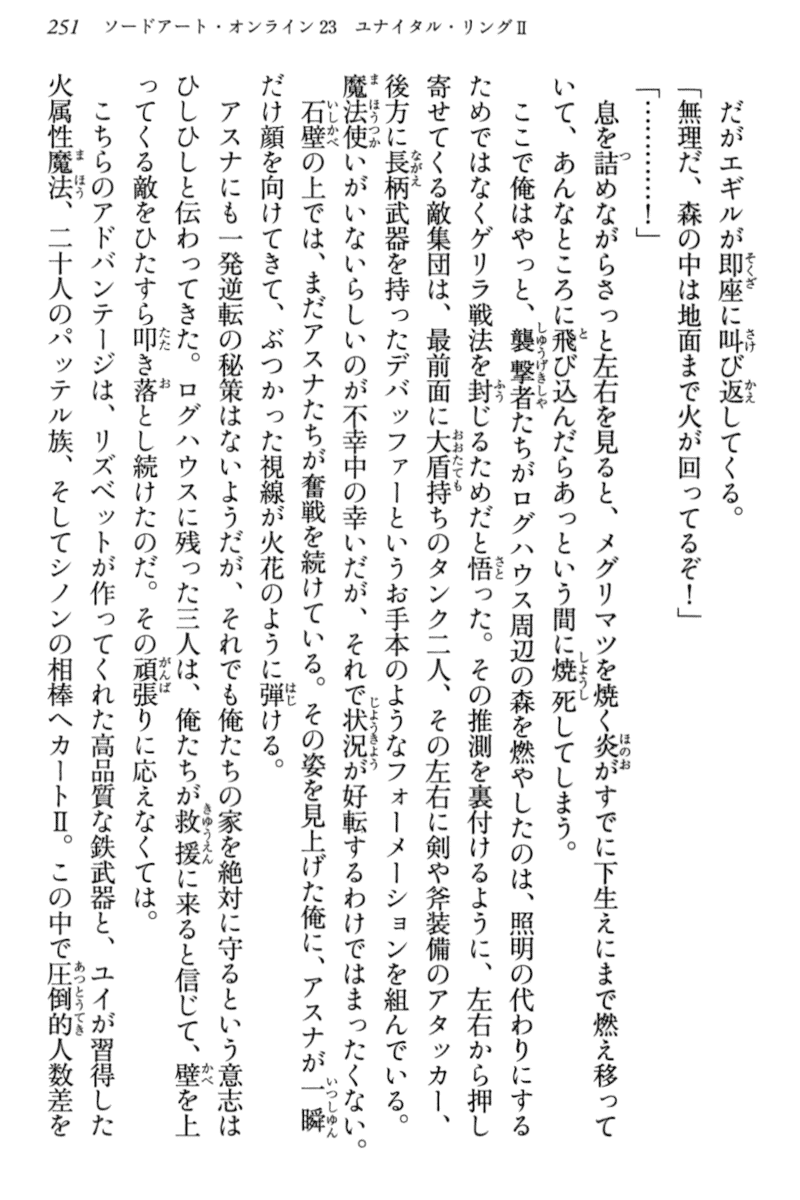 251 ソードアート・オンライン23 ユナイタル・リングⅡ
だがエギルが即座に叫び返してくる。
「無理だ、森の中は地面まで火が回ってるぞ！」
「…………！」
息を詰めながらさっと左右を見ると、メグリマツを焼く炎がすでに下生えにまで燃え移って
いて、あんなところに飛び込んだらあっという間に焼死してしまう。
ここで俺はやっと、襲撃者たちがログハウス周辺の森を燃やしたのは、照明の代わりにする
ためではなくゲリラ戦法を封じるためだと悟った。その推測を裏付けるように、左右から押し
寄せてくる敵集団は、最前面に大盾持ちのタンク二人、その左右に剣や斧装備のアタッカー、
後方に長柄武器を持ったデバッファーというお手本のようなフォーメーションを組んでいる。
魔法使いがいないらしいのが不幸中の幸いだが、それで状況が好転するわけではまったくない。
石壁の上では、まだアスナたちが奮戦を続けている。その姿を見上げた俺に、アスナが一瞬
だけ顔を向けてきて、ぶつかった視線が火花のように弾ける。
アスナにも一発逆転の秘策はないようだが、それでも俺たちの家を絶対に守るという意志は
ひしひしと伝わってきた。ログハウスに残った三人は、俺たちが救援に来ると信じて、壁を上
ってくる敵をひたすら叩き落とし続けたのだ。その頑張りに応えなくては。
こちらのアドバンテージは、リズベットが作ってくれた高品質な鉄武器と、ユイが習得した
火属性魔法、二十人のパッテル族、そしてシノンの相棒ヘカートⅡ。この中で圧倒的人数差を